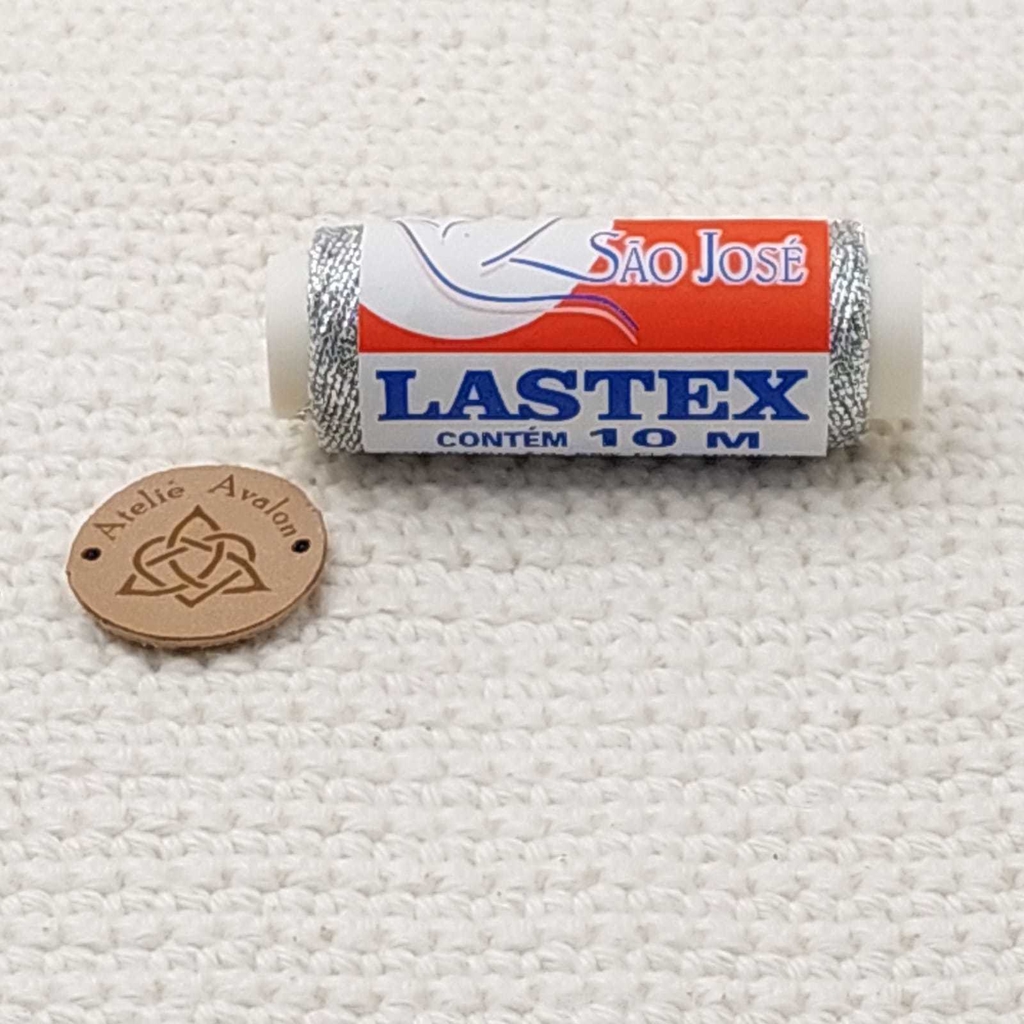 SÃO JOSÉ
LASTEX
CONTÉM 10 M
Ateliê Avalon